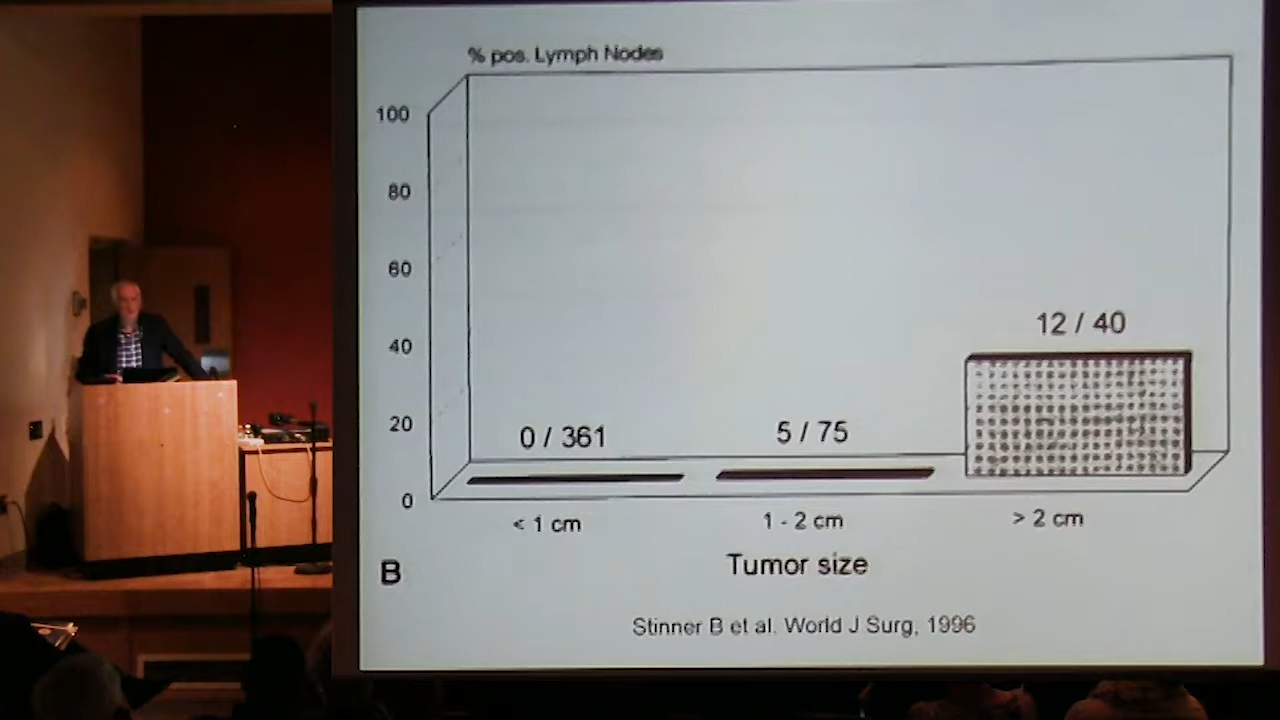 % pos. Lymph Nodes
100
80
60
40
20
0
0 / 361
5 / 75
12 / 40
< 1 cm
1 - 2 cm
> 2 cm
Tumor size
B
Stinner B et al. World J Surg, 1996